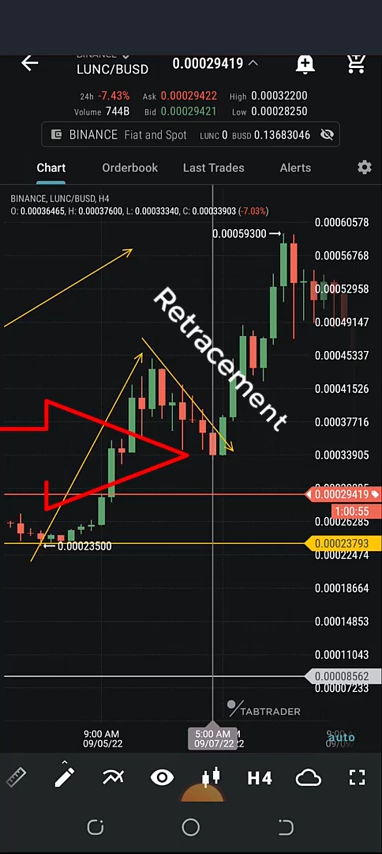 BINANCE
LUNC/BUSD
0.00029419
24h -7.43% Ask 0.00029422 High 0.00032200
Volume 744B Bid 0.00029421 Low 0.00028250
BINANCE Fiat and Spot LUNC 0 BUSD 0.13683046
Chart Orderbook Last Trades Alerts
BINANCE, LUNC/BUSD, H4
O: 0.00036465, H: 0.00037600, L: 0.00033340, C: 0.00033903 (-7.03%)
0.00060578
0.00059300
0.00056768
0.00052958
0.00049147
Retracement
0.00045337
0.00041526
0.00037716
0.00033905
0.00029419
1:00:55
0.00026285
0.00023793
0.00023500
0.00022474
0.00018664
0.00014853
0.00011043
0.00008562
0.00007233
TABTRADER
9:00 AM 5:00 AM auto
09/05/22 09/07/22
H4